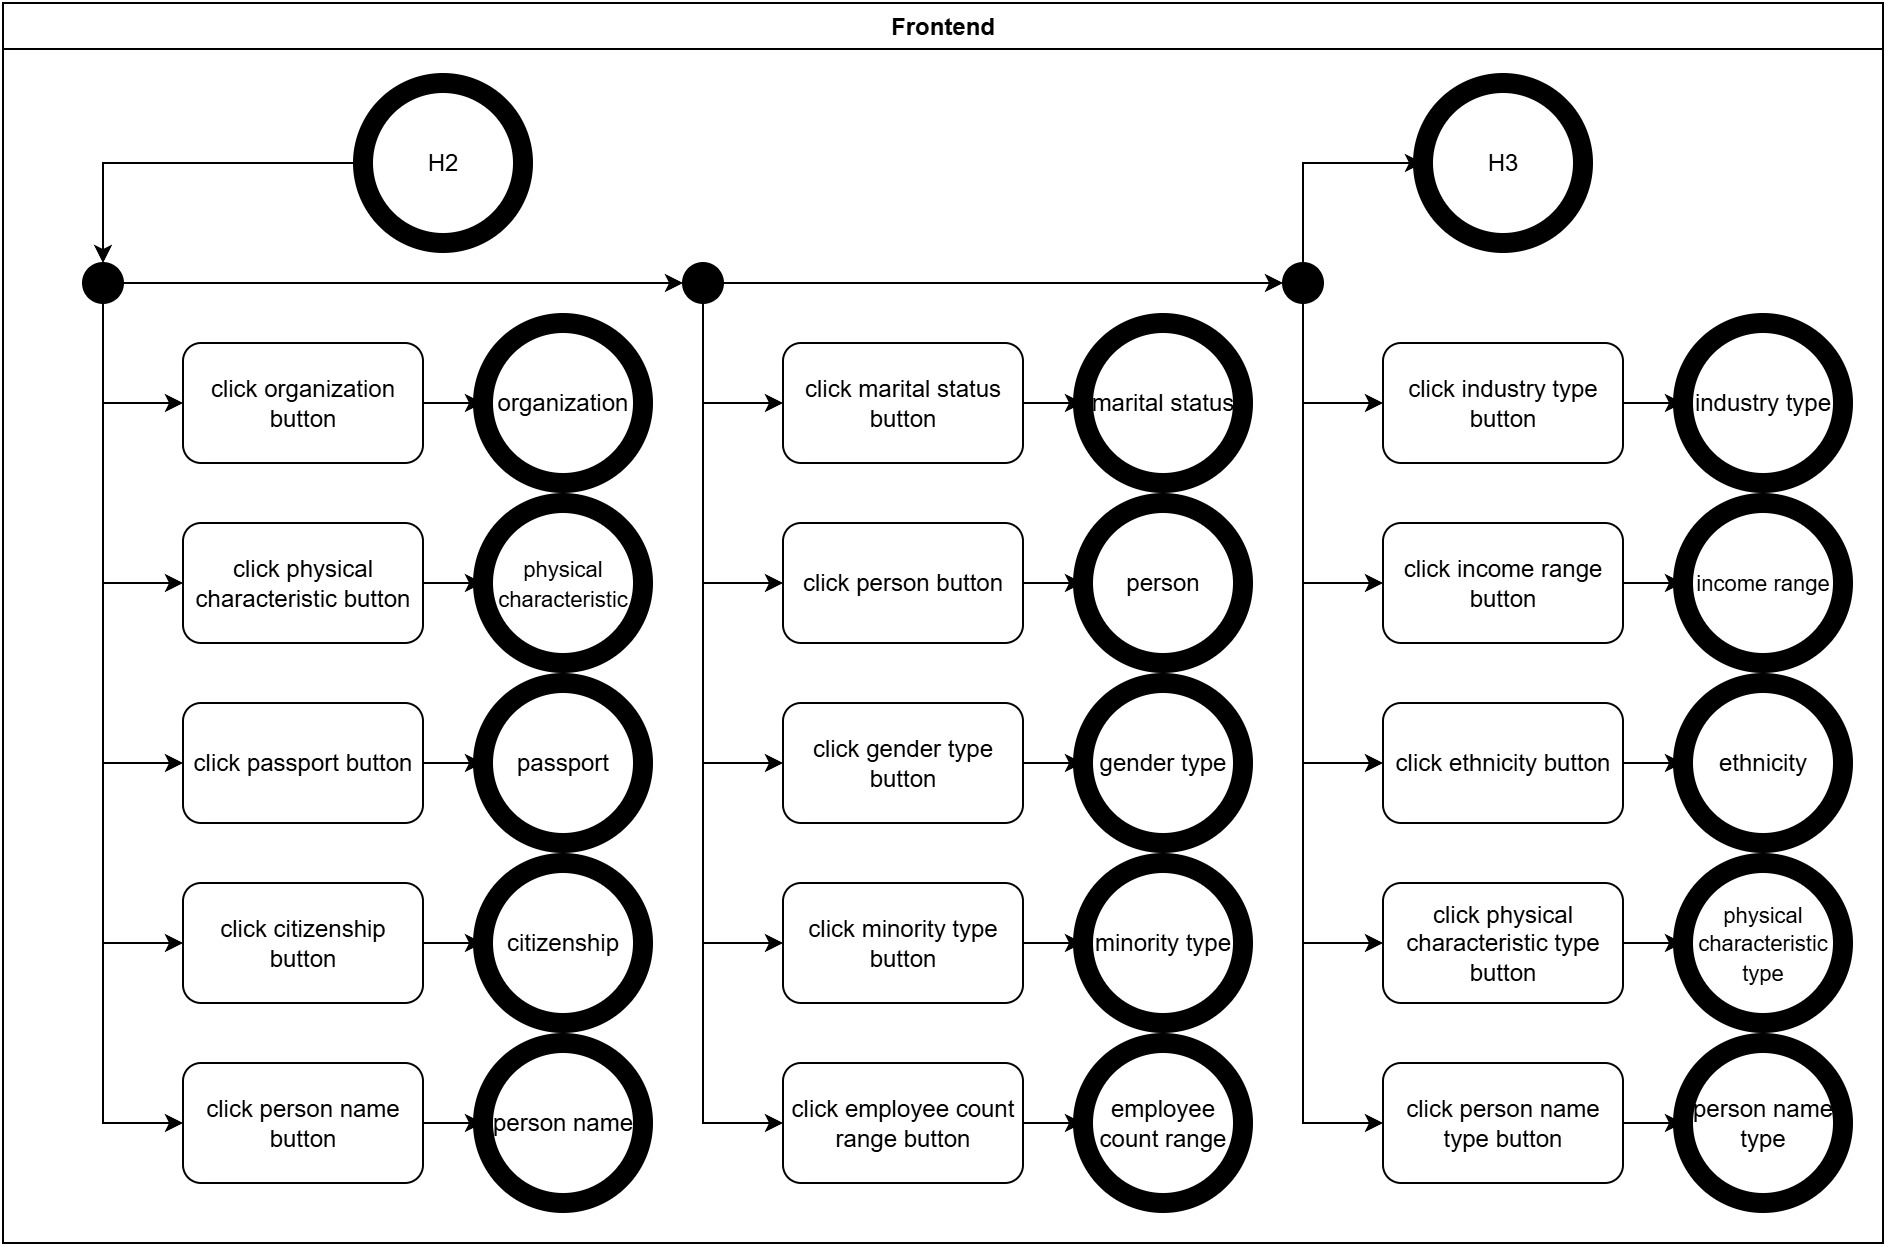 Frontend
H2
H3
click organization
button
organization
click marital status
button
marital status
click industry type
button
industry type
click physical
characteristic button
physical
characteristic
click person button
person
click income range
button
income range
click passport button
passport
click gender type
button
gender type
click ethnicity button
ethnicity
click citizenship
button
citizenship
click minority type
button
minority type
click physical
characteristic type
button
physical
characteristic
type
click person name
button
person name
click employee count
range button
employee
count range
click person name
type button
person name
type